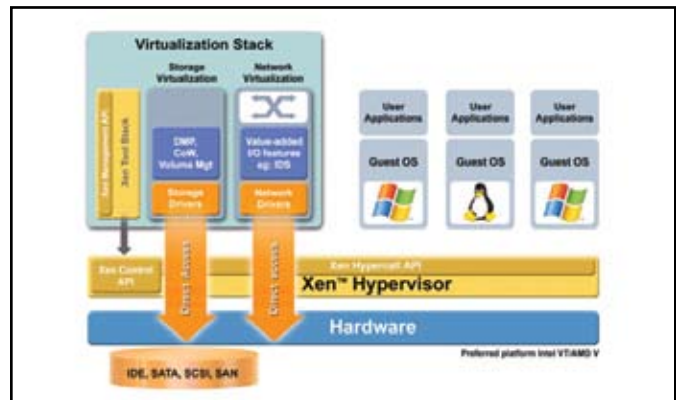 Virtualization Stack
Storage
Virtualization
Network
Virtualization
Xen Management API
Xen Tool Stack
DMP,
CoW,
Volume Mgt
Value-added
I/O features
eg: IDS
Storage
Drivers
Network
Drivers
User
Applications
User
Applications
User
Applications
Guest OS
Guest OS
Guest OS
Direct Access
Direct access
Xen Control
API
Xen Hypercall API
Xen™ Hypervisor
Hardware
Preferred platform Intel VT/AMD V
IDE, SATA, SCSI, SAN